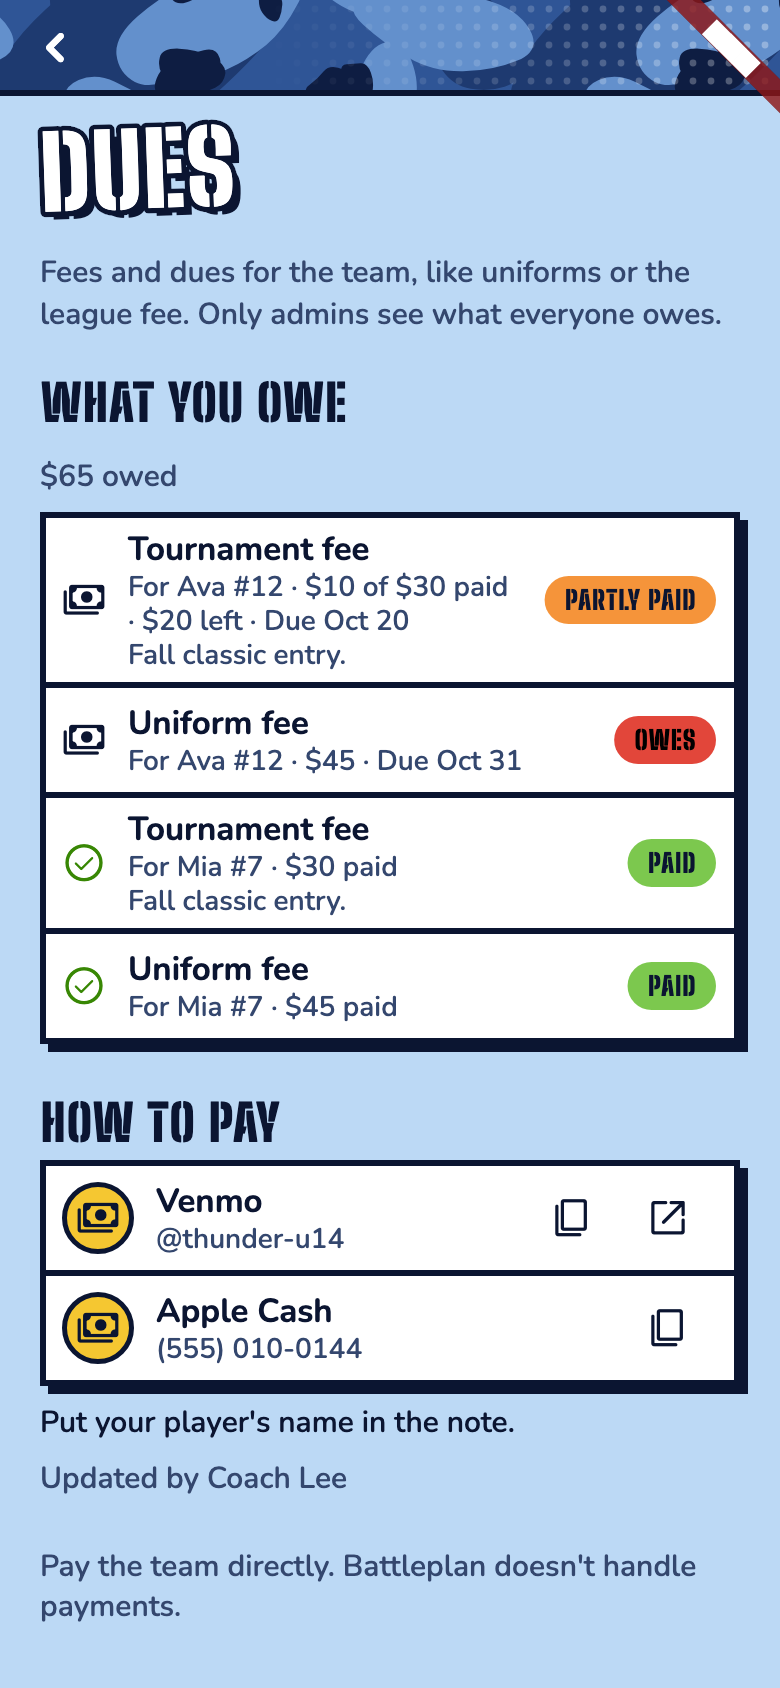 DUES
Fees and dues for the team, like uniforms or the
league fee. Only admins see what everyone owes.
WHAT YOU OWE
$65 owed
Tournament fee
For Ava #12 · $10 of $30 paid
· $20 left · Due Oct 20
Fall classic entry.
PARTLY PAID
Uniform fee
For Ava #12 · $45 · Due Oct 31
OWES
Tournament fee
For Mia #7 · $30 paid
Fall classic entry.
PAID
Uniform fee
For Mia #7 · $45 paid
PAID
HOW TO PAY
Venmo
@thunder-u14
Apple Cash
(555) 010-0144
Put your player's name in the note.
Updated by Coach Lee
Pay the team directly. Battleplan doesn't handle
payments.